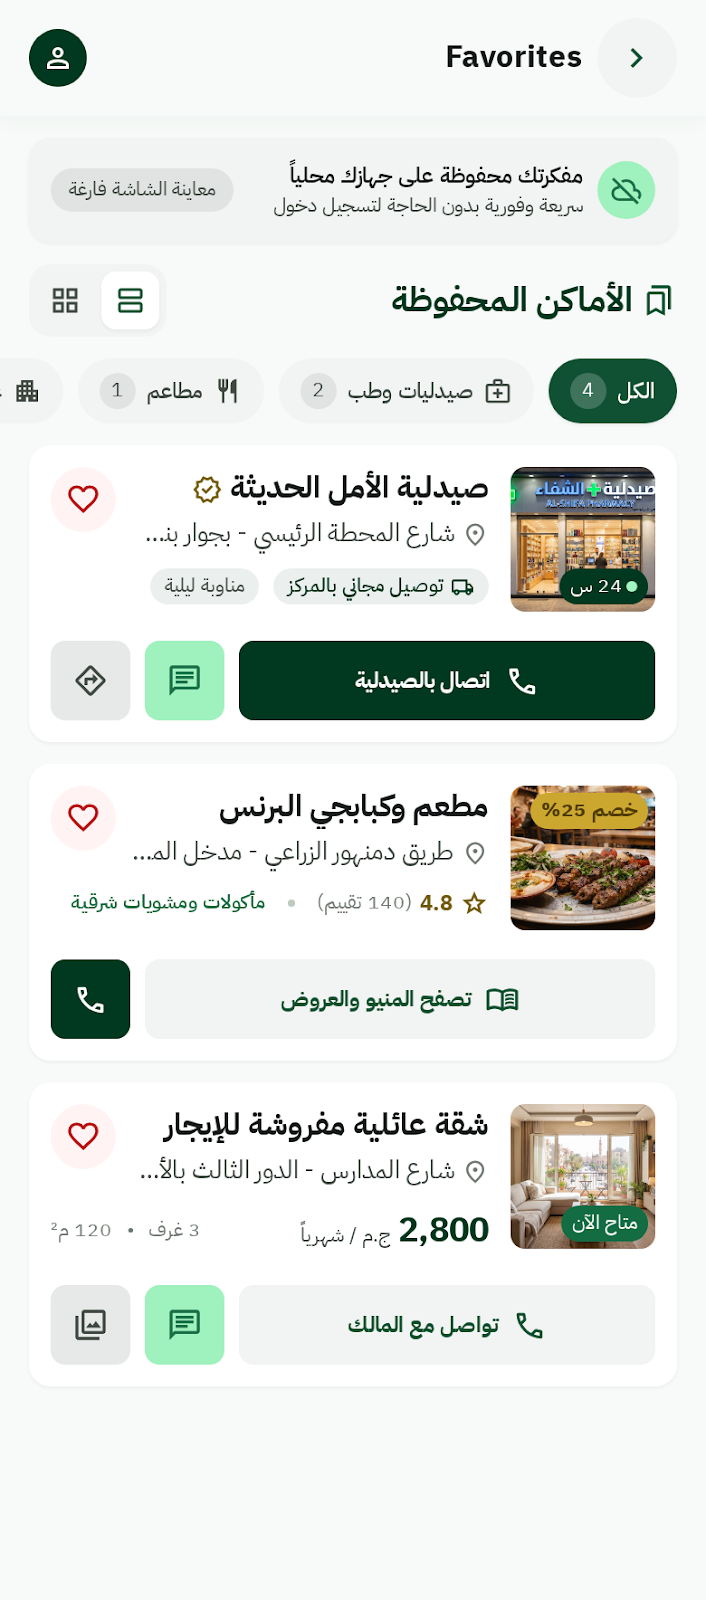 Favorites
مفكرتك محفوظة على جهازك محلياً
سريعة وفورية بدون الحاجة لتسجيل دخول
معاينة الشاشة فارغة
الأماكن المحفوظة
الكل 4
صيدليات وطب 2
مطاعم 1
صيدلية الأمل الحديثة
شارع المحطة الرئيسي - بجوار بنـ...
توصيل مجاني بالمركز
مناوبة ليلية
صيدلية الشفاء
AL-SHIFA PHARMACY
24 س
اتصال بالصيدلية
خصم 25%
مطعم وكبابجي البرنس
طريق دمنهور الزراعي - مدخل المـ...
4.8 (140 تقييم) • مأكولات ومشويات شرقية
تصفح المنيو والعروض
شقة عائلية مفروشة للإيجار
شارع المدارس - الدور الثالث بالأ...
2,800 ج.م / شهرياً
3 غرف • 120 م²
متاح الآن
تواصل مع المالك